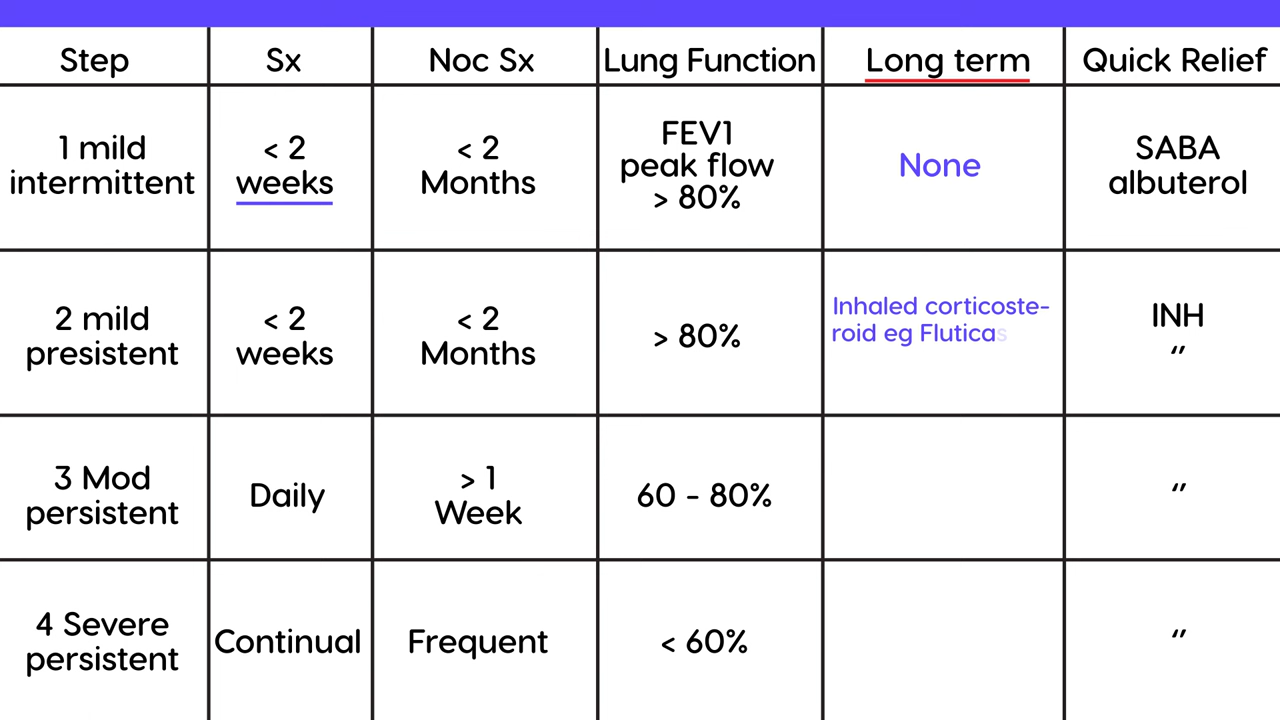 Step Sx Noc Sx Lung Function Long term Quick Relief
1 mild
intermittent
< 2
weeks
< 2
Months
FEV1
peak flow
> 80%
None
SABA
albuterol
2 mild
presistent
< 2
weeks
< 2
Months
> 80%
Inhaled corticoste-
roid eg Fluticas
INH
″
3 Mod
persistent
Daily
> 1
Week
60 - 80%
″
4 Severe
persistent
Continual
Frequent
< 60%
″